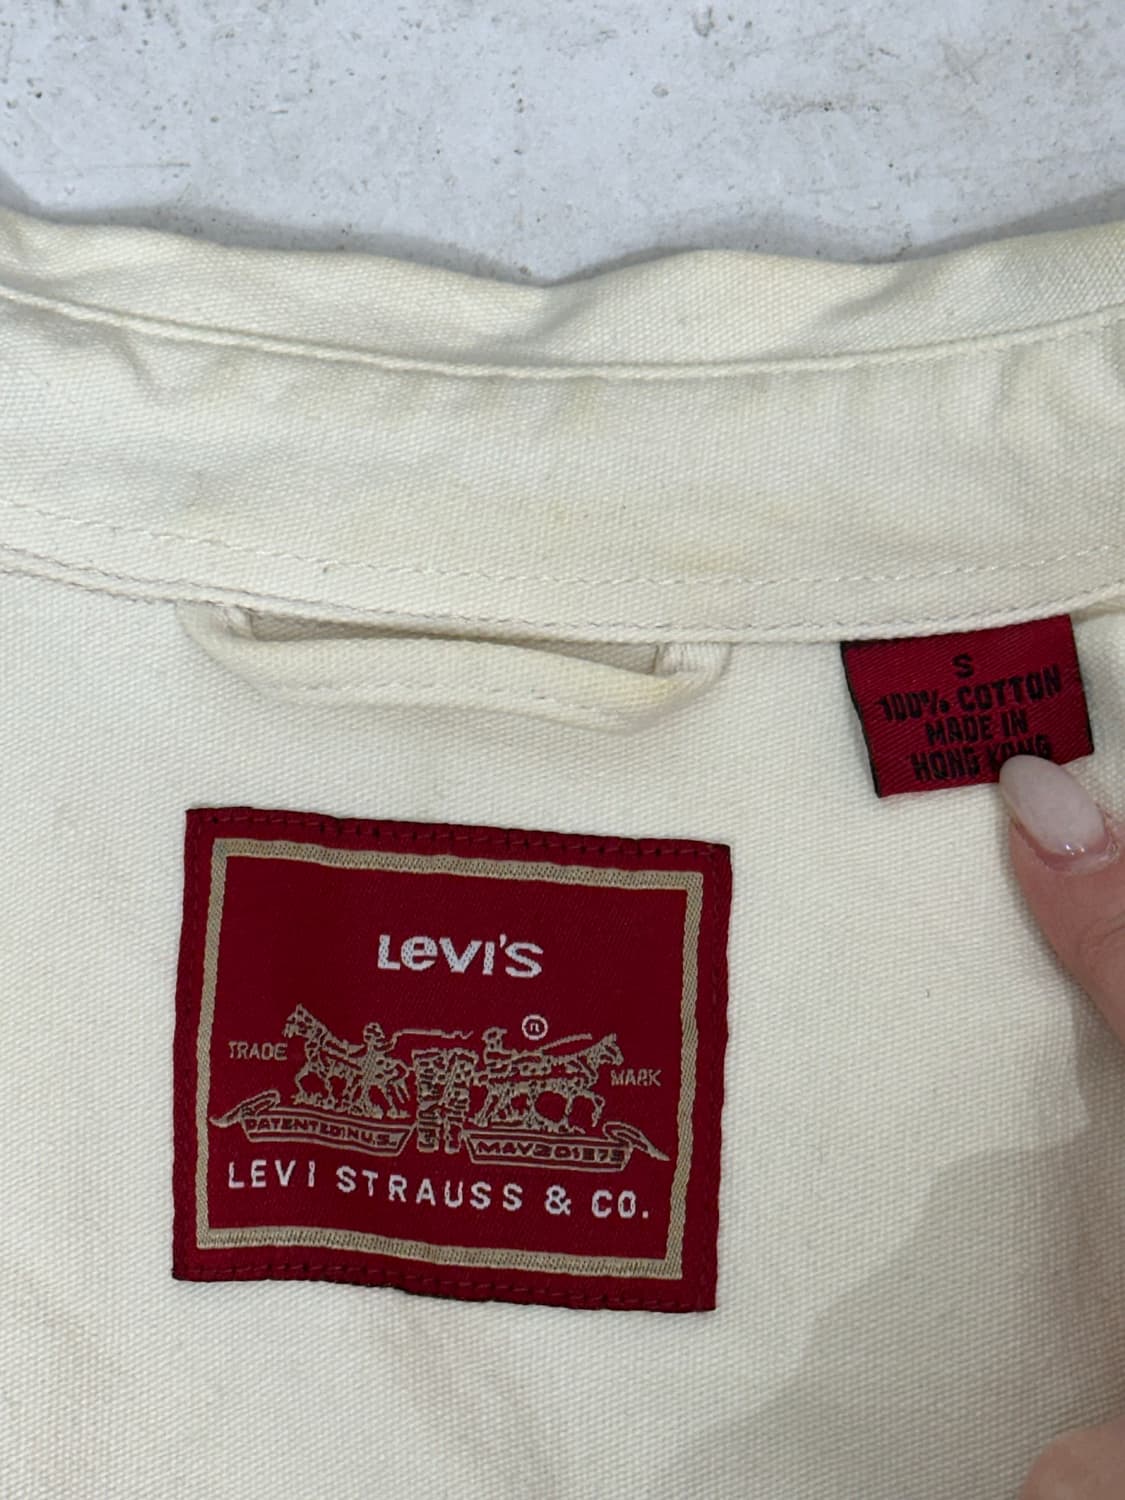 S
100% COTTON
MADE IN
HONG KONG
LEVI'S
®
TRADE MARK
PATENTED IN U.S. MAY 20 1873
LEVI STRAUSS & CO.